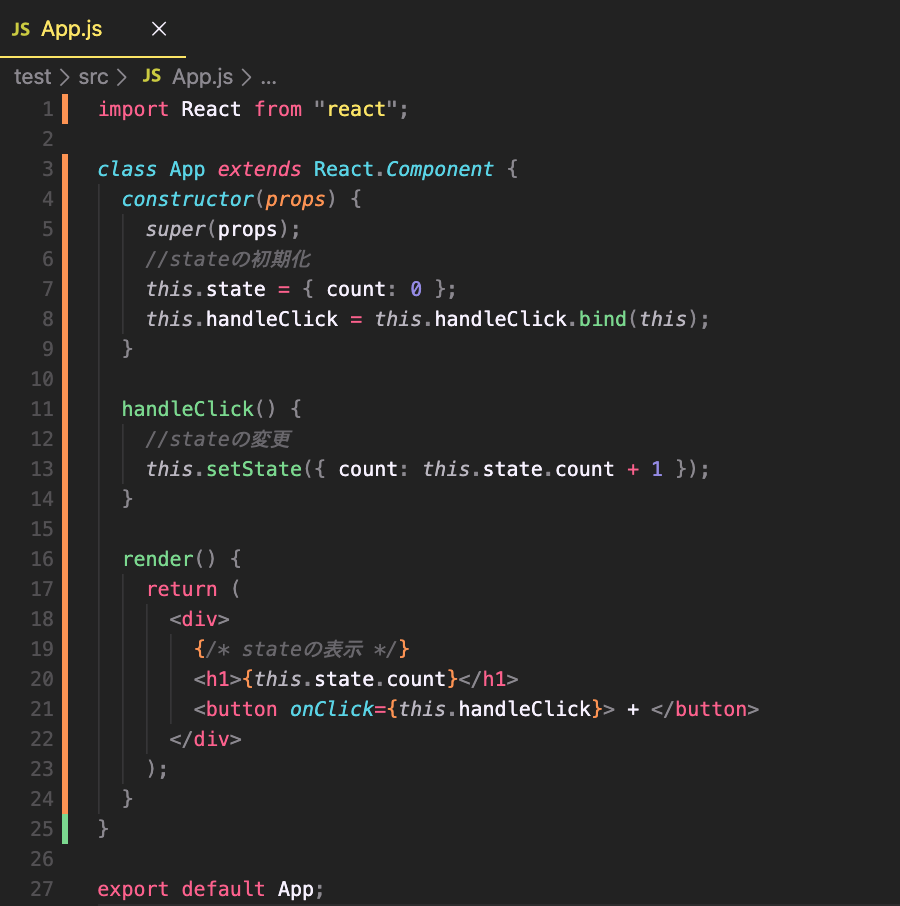 JS App.js ×
test > src > JS App.js > ...
1 import React from "react";
2
3 class App extends React.Component {
4 constructor(props) {
5 super(props);
6 //stateの初期化
7 this.state = { count: 0 };
8 this.handleClick = this.handleClick.bind(this);
9 }
10
11 handleClick() {
12 //stateの変更
13 this.setState({ count: this.state.count + 1 });
14 }
15
16 render() {
17 return (
18 <div>
19 {/* stateの表示 */}
20 <h1>{this.state.count}</h1>
21 <button onClick={this.handleClick}> + </button>
22 </div>
23 );
24 }
25 }
26
27 export default App;